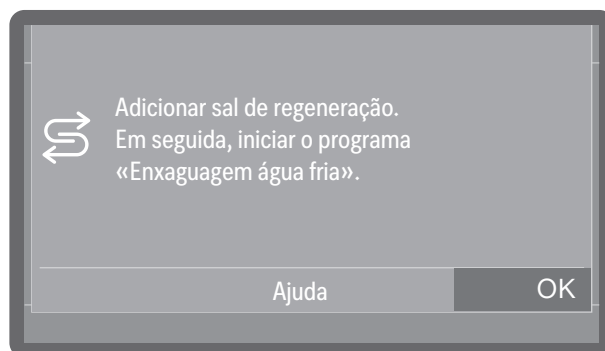 Adicionar sal de regeneração.
Em seguida, iniciar o programa
«Enxaguagem água fria».
Ajuda
OK